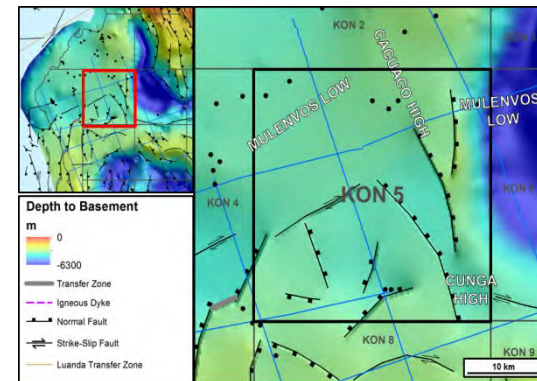 KON 2
CACUACO HIGH
MULENVOS LOW
MULENVOS
LOW
KON 5
KON 4
CUNGA
HIGH
KON 8
KON 9
10 km
Depth to Basement
m
0
-6300
Transfer Zone
Igneous Dyke
Normal Fault
Strike-Slip Fault
Luanda Transfer Zone